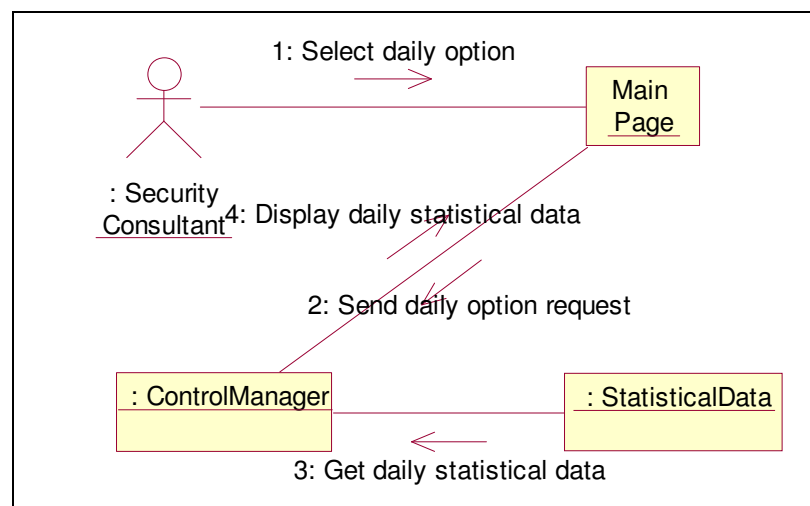 1: Select daily option
Main
Page
: Security
Consultant
4: Display daily statistical data
2: Send daily option request
: ControlManager
: StatisticalData
3: Get daily statistical data